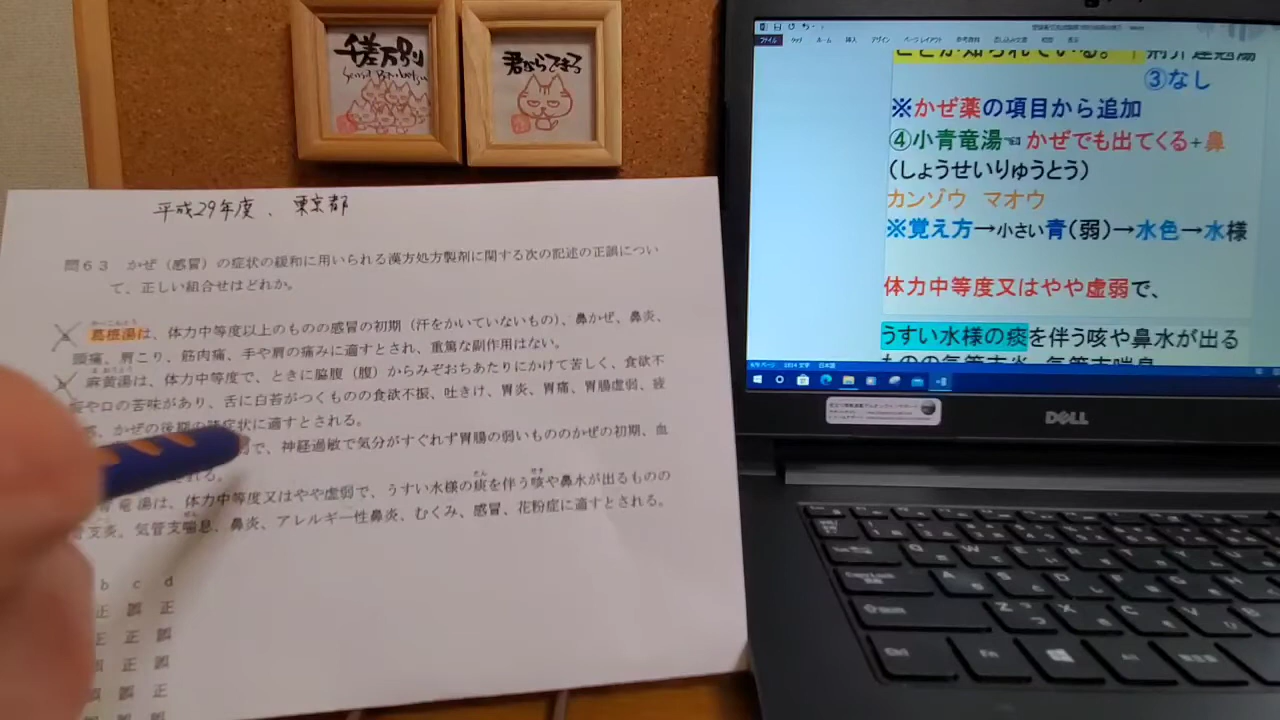 千差万別
君ならできる
平成29年度、東京都
問63 かぜ(感冒)の症状の緩和に用いられる漢方処方製剤に関する次の記述の正誤につい
て、正しい組合せはどれか。
葛根湯は、体力中等度以上のものの感冒の初期(汗をかいていないもの)、鼻かぜ、鼻炎、
頭痛、肩こり、筋肉痛、手や肩の痛みに適すとされ、重篤な副作用はない。
麻黄湯は、体力中等度で、ときに脇腹(腹)からみぞおちあたりにかけて苦しく、食欲不
振や口の苦味があり、舌に白苔がつくものの食欲不振、吐きけ、胃炎、胃痛、胃腸虚弱、疲
感、かぜの後期の諸症状に適すとされる。
で、神経過敏で気分がすぐれず胃腸の弱いもののかぜの初期、血
される。
竜湯は、体力中等度又はやや虚弱で、うすい水様の痰を伴う咳や鼻水が出るものの
支炎、気管支喘息、鼻炎、アレルギー性鼻炎、むくみ、感冒、花粉症に適すとされる。
b c d
正 誤 正
正 正 誤
正 誤
誤 正
③なし
※かぜ薬の項目から追加
④小青竜湯 かぜでも出てくる+鼻
(しょうせいりゅうとう)
カンゾウ マオウ
※覚え方→小さい青(弱)→水色→水様
体力中等度又はやや虚弱で、
うすい水様の痰を伴う咳や鼻水が出る
DELL